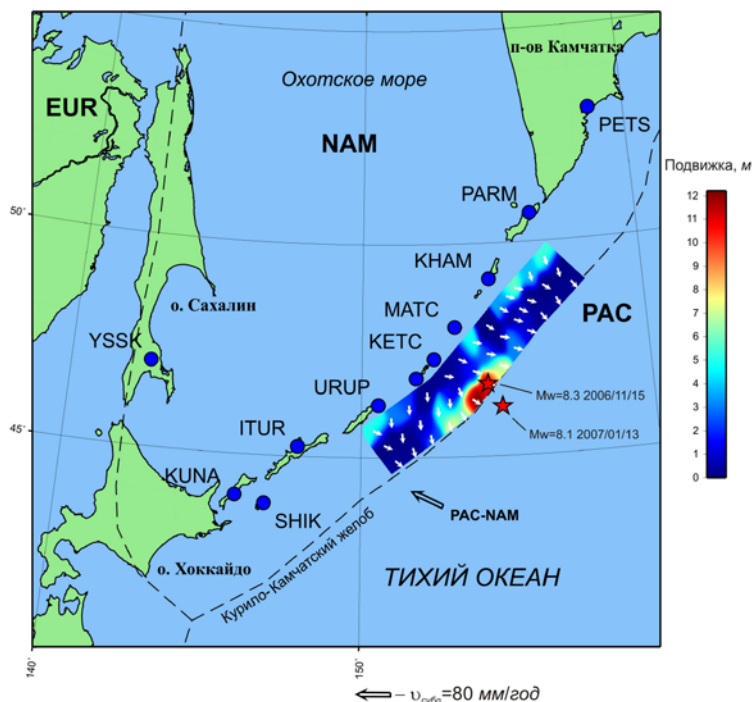 п-ов Камчатка
Охотское море
EUR
NAM
PETS
Подвижка, м
PARM
50°
KHAM
о. Сахалин
MATC
PAC
YSSK
KETC
URUP
Mw=8.3 2006/11/15
45°
ITUR
Mw=8.1 2007/01/13
KUNA
SHIK
PAC-NAM
Курило-Камчатский желоб
о. Хоккайдо
ТИХИЙ ОКЕАН
12
11
10
9
8
7
6
5
4
3
2
1
0
140°
150°
– υсубд=80 мм/год